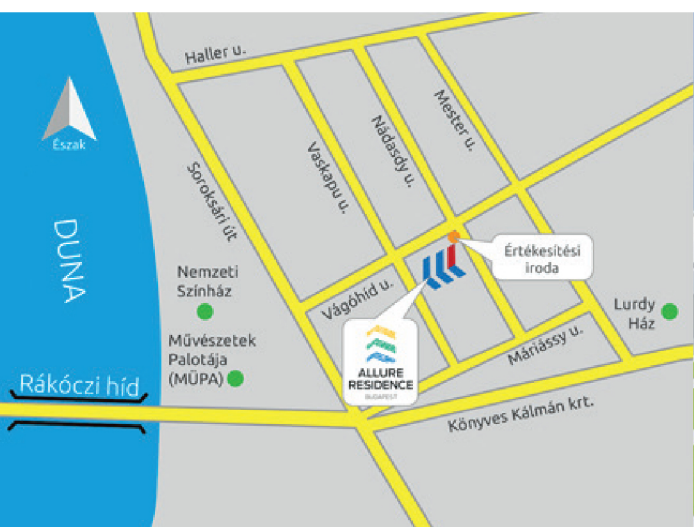 Haller u.
Észak
Soroksári út
Vaskapu u.
Nádasdy u.
Mester u.
DUNA
Értékesítési
iroda
Nemzeti
Színház
Vágóhíd u.
Lurdy
Ház
Művészetek
Palotája
(MÜPA)
ALLURE
RESIDENCE
BUDAPEST
Máriássy u.
Rákóczi híd
Könyves Kálmán krt.